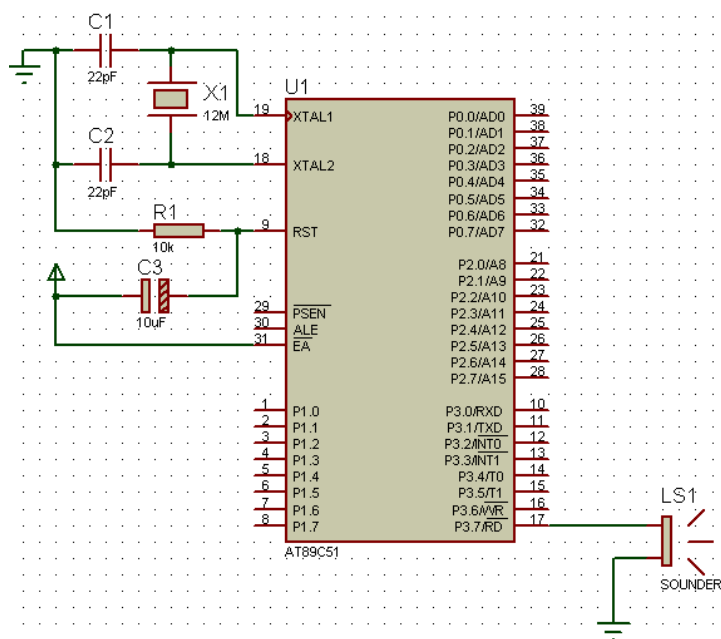 C1
22pF
X1
12M
C2
22pF
R1
10k
C3
10uF
U1
19 XTAL1
18 XTAL2
9 RST
29 PSEN
30 ALE
31 EA
1 P1.0
2 P1.1
3 P1.2
4 P1.3
5 P1.4
6 P1.5
7 P1.6
8 P1.7
P0.0/AD0 39
P0.1/AD1 38
P0.2/AD2 37
P0.3/AD3 36
P0.4/AD4 35
P0.5/AD5 34
P0.6/AD6 33
P0.7/AD7 32
P2.0/A8 21
P2.1/A9 22
P2.2/A10 23
P2.3/A11 24
P2.4/A12 25
P2.5/A13 26
P2.6/A14 27
P2.7/A15 28
P3.0/RXD 10
P3.1/TXD 11
P3.2/INT0 12
P3.3/INT1 13
P3.4/T0 14
P3.5/T1 15
P3.6/WR 16
P3.7/RD 17
AT89C51
LS1
SOUNDER